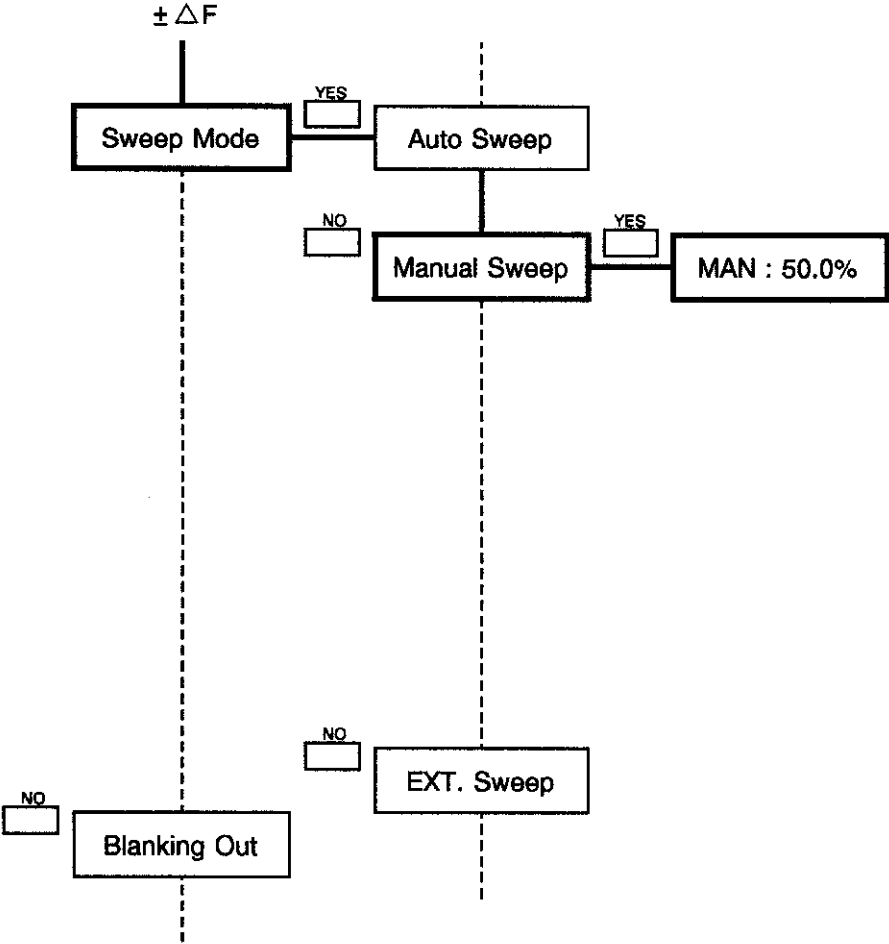 ± △F
YES
Sweep Mode
Auto Sweep
NO
YES
Manual Sweep
MAN : 50.0%
NO
EXT. Sweep
NO
Blanking Out